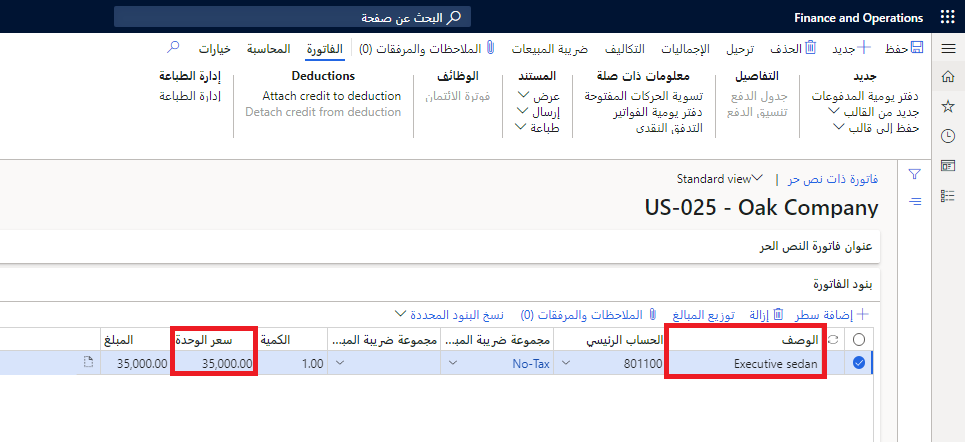 Finance and Operations
البحث عن صفحة
حفظ
جديد
الحذف
ترحيل
الإجماليات
التكاليف
ضريبة المبيعات
الملاحظات والمرفقات (0)
الفاتورة
المحاسبة
خيارات
جديد
دفتر يومية المدفوعات
جديد من القالب
حفظ إلى قالب
التفاصيل
جدول الدفع
تنسيق الدفع
معلومات ذات صلة
تسوية الحركات المفتوحة
دفتر يومية الفواتير
التدفق النقدي
المستند
عرض
إرسال
طباعة
الوظائف
فوترة الائتمان
Deductions
Attach credit to deduction
Detach credit from deduction
إدارة الطباعة
إدارة الطباعة
فاتورة ذات نص حر | Standard view
US-025 - Oak Company
عنوان فاتورة النص الحر
بنود الفاتورة
إضافة سطر
إزالة
توزيع المبالغ
الملاحظات والمرفقات (0)
نسخ البنود المحددة
الوصف
الحساب الرئيسي
مجموعة ضريبة المب...
مجموعة ضريبة المبـ...
الكمية
سعر الوحدة
المبلغ
Executive sedan
801100
No-Tax
1.00
35,000.00
35,000.00